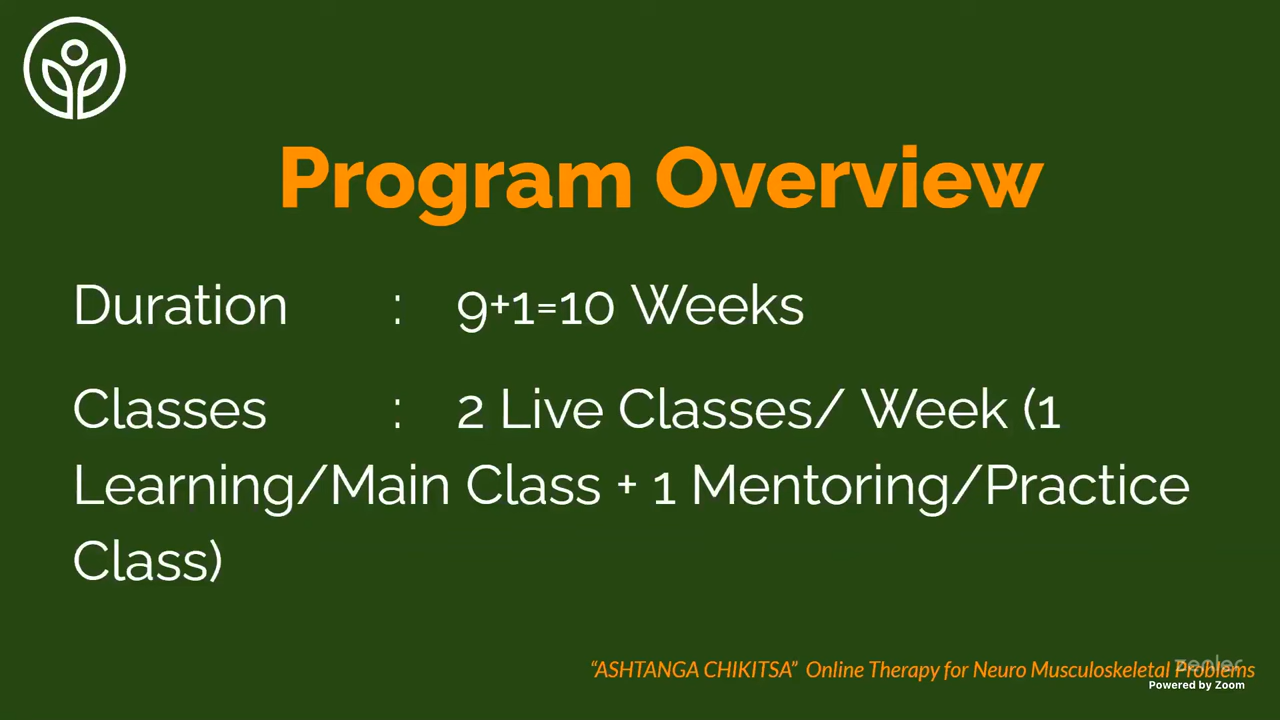 Program Overview
Duration : 9+1=10 Weeks
Classes : 2 Live Classes/ Week (1
Learning/Main Class + 1 Mentoring/Practice
Class)
“ASHTANGA CHIKITSA” Online Therapy for Neuro Musculoskeletal Problems
Powered by Zoom